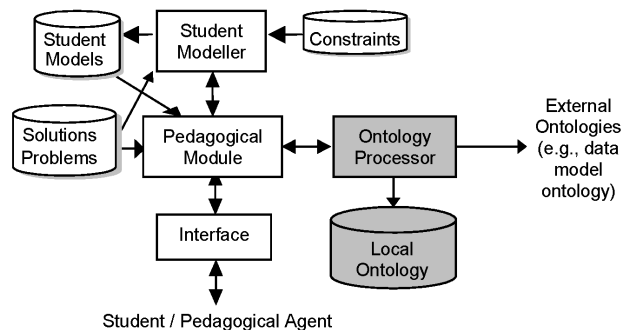 Student
Models
Student
Modeller
Constraints
Solutions
Problems
Pedagogical
Module
Ontology
Processor
External
Ontologies
(e.g., data
model
ontology)
Interface
Local
Ontology
Student / Pedagogical Agent